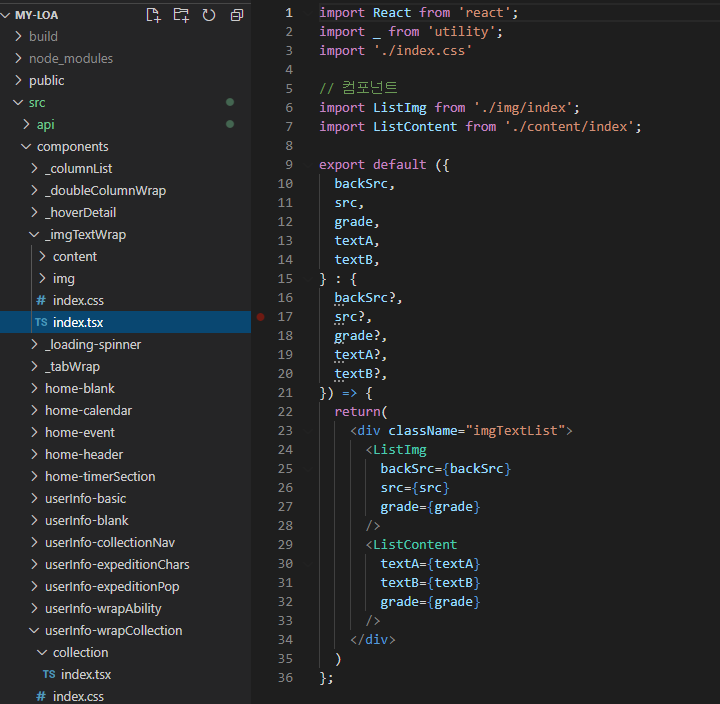 MY-LOA
build
node_modules
public
src
api
components
_columnList
_doubleColumnWrap
_hoverDetail
_imgTextWrap
content
img
# index.css
TS index.tsx
_loading-spinner
_tabWrap
home-blank
home-calendar
home-event
home-header
home-timerSection
userInfo-basic
userInfo-blank
userInfo-collectionNav
userInfo-expeditionChars
userInfo-expeditionPop
userInfo-wrapAbility
userInfo-wrapCollection
collection
TS index.tsx
# index.css
1 import React from 'react';
2 import _ from 'utility';
3 import './index.css'
4
5 // 컴포넌트
6 import ListImg from './img/index';
7 import ListContent from './content/index';
8
9 export default ({
10 backSrc,
11 src,
12 grade,
13 textA,
14 textB,
15 } : {
16 backSrc?,
17 src?,
18 grade?,
19 textA?,
20 textB?,
21 }) => {
22 return(
23 <div className="imgTextList">
24 <ListImg
25 backSrc={backSrc}
26 src={src}
27 grade={grade}
28 />
29 <ListContent
30 textA={textA}
31 textB={textB}
32 grade={grade}
33 />
34 </div>
35 )
36 };